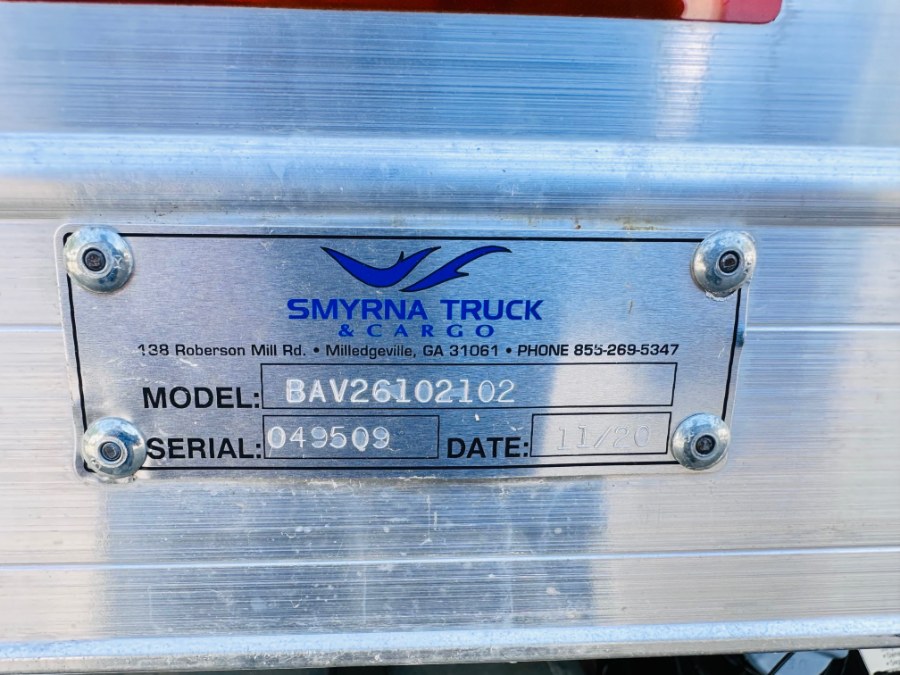 SMYRNA TRUCK
& CARGO
138 Roberson Mill Rd. • Milledgeville, GA 31061 • PHONE 855-269-5347
MODEL: BAV26102102
SERIAL: 049509 DATE: 11/20